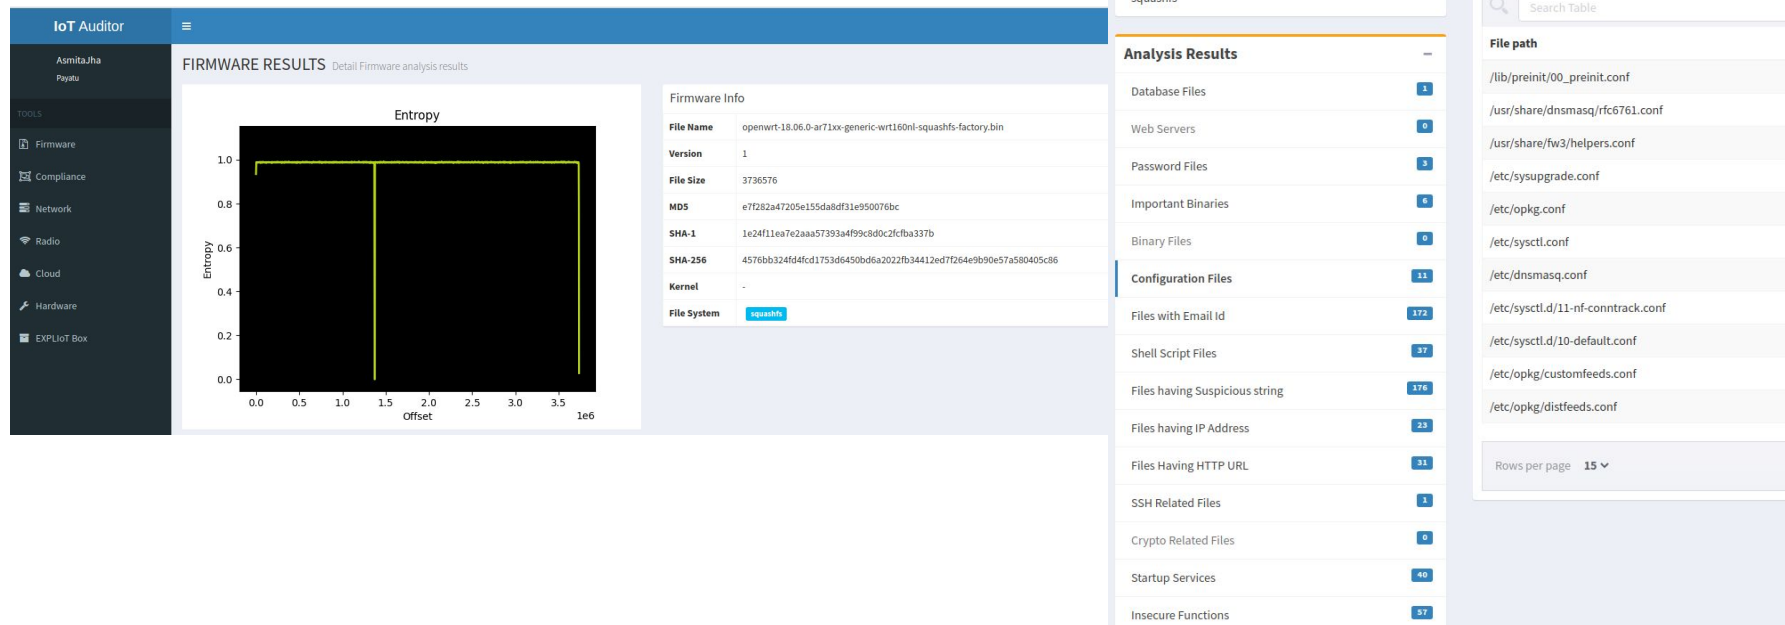 IoT Auditor
AsmitaJha
Payatu
TOOLS
Firmware
Compliance
Network
Radio
Cloud
Hardware
EXPLIoT Box
FIRMWARE RESULTS Detail Firmware analysis results
Entropy
Entropy
1.0
0.8
0.6
0.4
0.2
0.0
0.0 0.5 1.0 1.5 2.0 2.5 3.0 3.5
1e6
Offset
Firmware Info
File Name openwrt-18.06.0-ar71xx-generic-wrt160nl-squashfs-factory.bin
Version 1
File Size 3736576
MD5 e7f282a47205e155da8df31e950076bc
SHA-1 1e24f11ea7e2aaa57393a4f99c8d0c2fcfba337b
SHA-256 4576bb324fd4fcd1753d6450bd6a2022fb34412ed7f264e9b90e57a580405c86
Kernel -
File System squashfs
squashfs
Analysis Results
Database Files 1
Web Servers 0
Password Files 3
Important Binaries 6
Binary Files 0
Configuration Files 11
Files with Email Id 172
Shell Script Files 37
Files having Suspicious string 176
Files having IP Address 23
Files Having HTTP URL 31
SSH Related Files 1
Crypto Related Files 0
Startup Services 40
Insecure Functions 57
Search Table
File path
/lib/preinit/00_preinit.conf
/usr/share/dnsmasq/rfc6761.conf
/usr/share/fw3/helpers.conf
/etc/sysupgrade.conf
/etc/opkg.conf
/etc/sysctl.conf
/etc/dnsmasq.conf
/etc/sysctl.d/11-nf-conntrack.conf
/etc/sysctl.d/10-default.conf
/etc/opkg/customfeeds.conf
/etc/opkg/distfeeds.conf
Rows per page 15